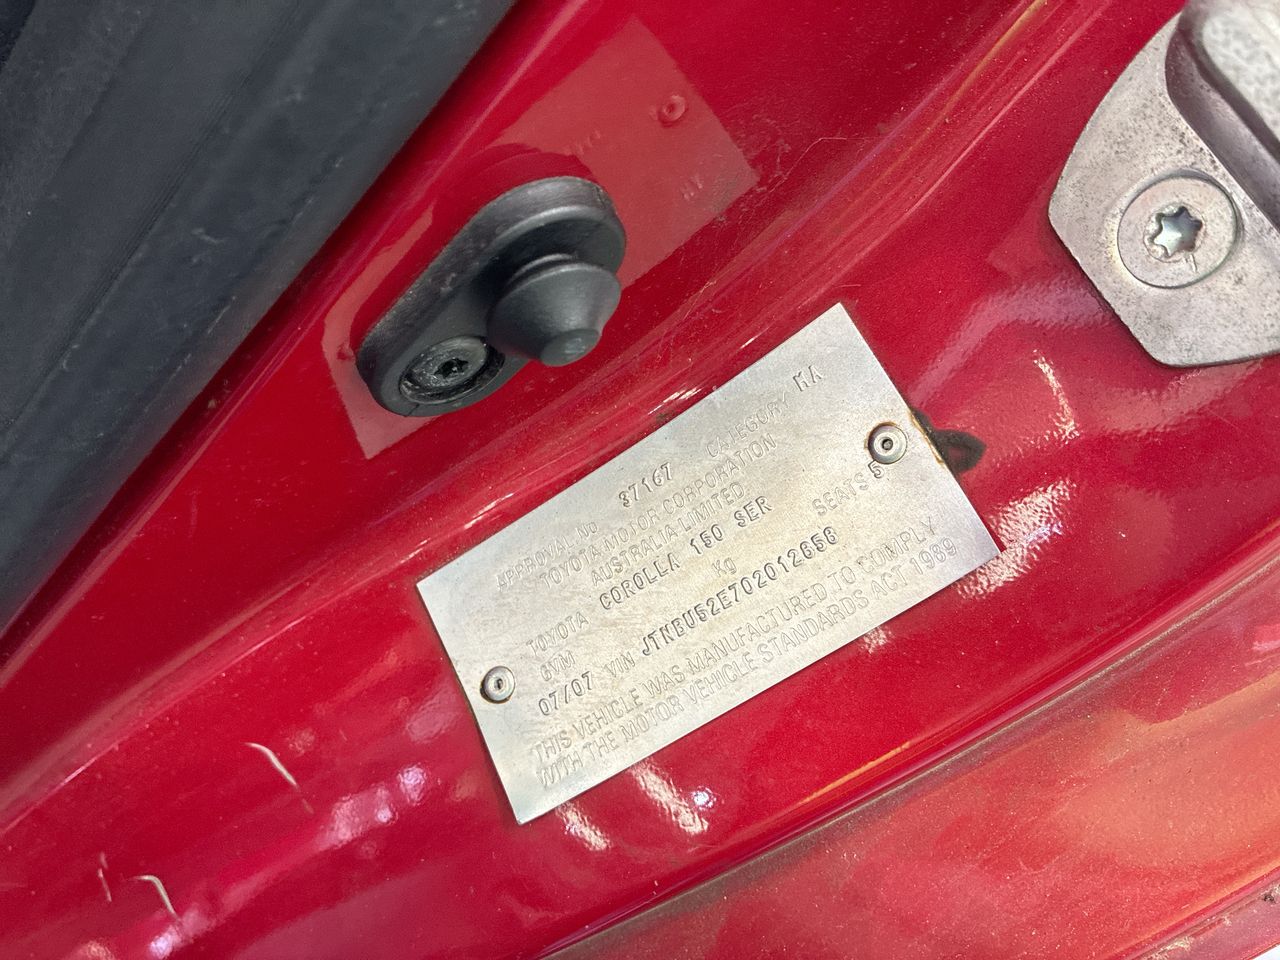 APPROVAL No 37167 CATEGORY MA
TOYOTA MOTOR CORPORATION
AUSTRALIA LIMITED
TOYOTA COROLLA 150 SER
GVM Kg SEATS 5
07/07 VIN JTNBU52E702012658
THIS VEHICLE WAS MANUFACTURED TO COMPLY
WITH THE MOTOR VEHICLE STANDARDS ACT 1989